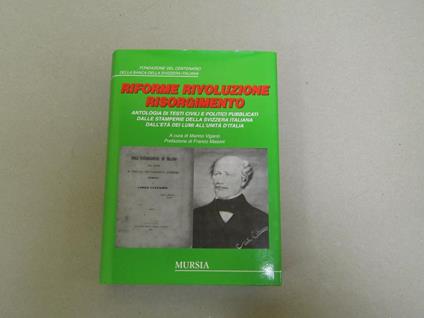 FONDAZIONE DEL CENTENARIO
DELLA BANCA DELLA SVIZZERA ITALIANA
RIFORME RIVOLUZIONE
RISORGIMENTO
ANTOLOGIA DI TESTI CIVILI E POLITICI PUBBLICATI
DALLE STAMPERIE DELLA SVIZZERA ITALIANA
DALL'ETÀ DEI LUMI ALL'UNITÀ D'ITALIA
A cura di Marino Viganò
Prefazione di Franco Masoni
MURSIA